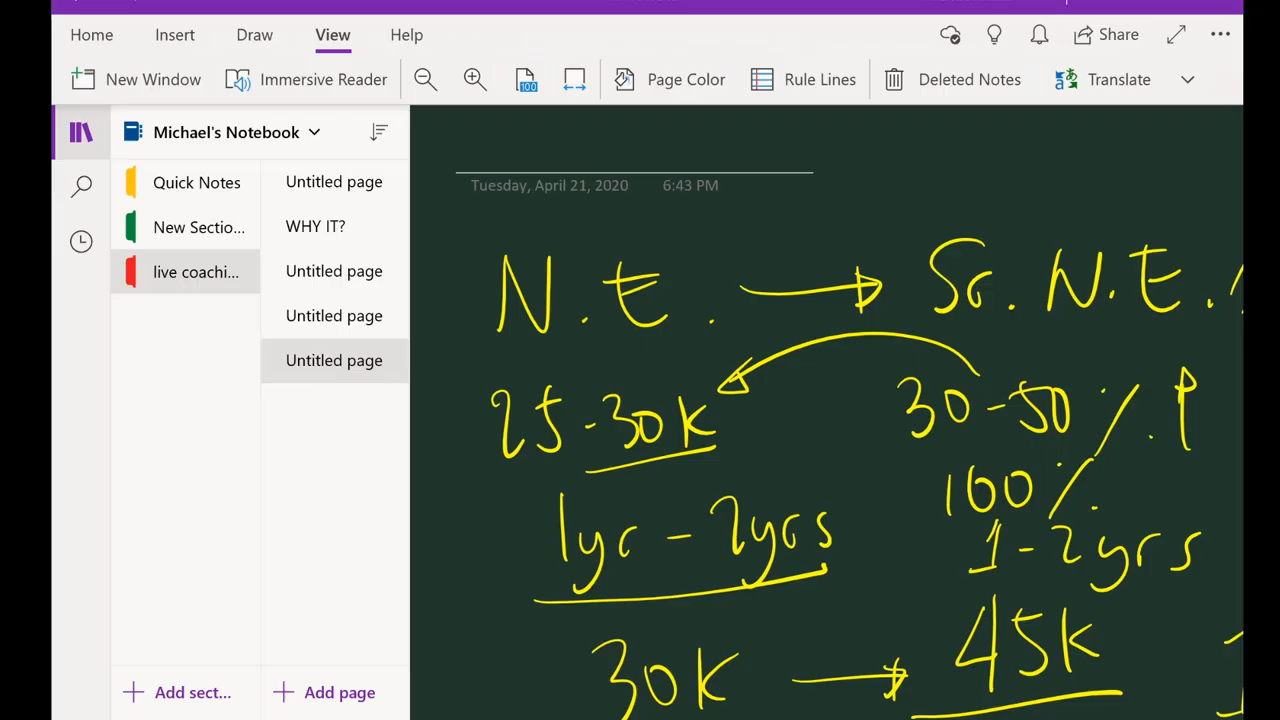 Home Insert Draw View Help Share
New Window Immersive Reader 100 Page Color Rule Lines Deleted Notes Translate
Michael's Notebook
Quick Notes
New Sectio...
live coachi...
Untitled page
WHY IT?
Untitled page
Untitled page
Untitled page
Add sect...
Add page
Tuesday, April 21, 2020 6:43 PM
N.E. → Sr. N.E.
25-30K 30-50% ↑
100%
1yr - 2yrs 1-2yrs
30K → 45K